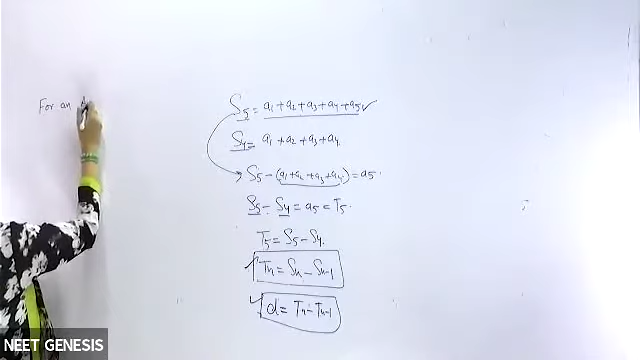 For an
S5 = a1 + a2 + a3 + a4 + a5 ✓
S4 = a1 + a2 + a3 + a4
S5 - (a1 + a2 + a3 + a4) = a5.
S5 - S4 = a5 = T5.
T5 = S5 - S4.
Tn = Sn - Sn-1
d = Tn - Tn-1
NEET GENESIS